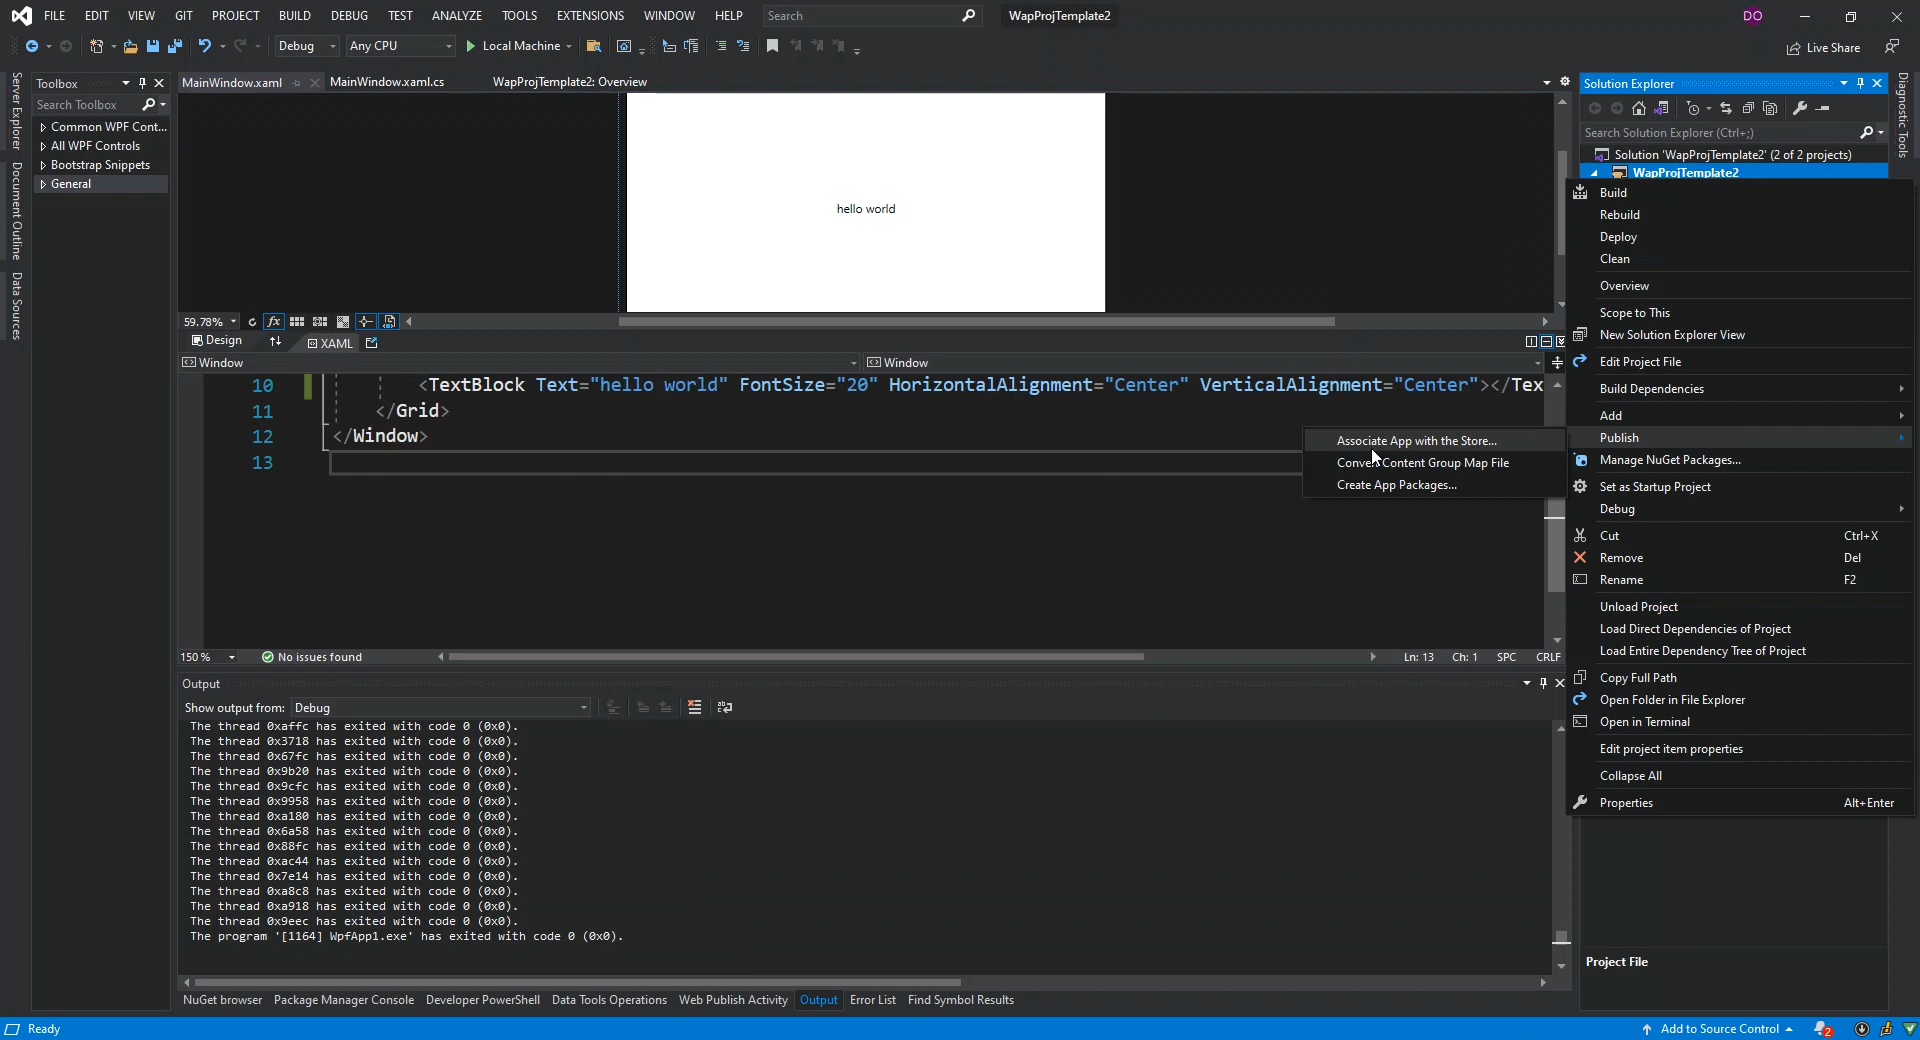 FILE EDIT VIEW GIT PROJECT BUILD DEBUG TEST ANALYZE TOOLS EXTENSIONS WINDOW HELP Search WapProjTemplate2 DO
Debug Any CPU Local Machine Live Share
Server Explorer
Document Outline
Data Sources
Toolbox
Search Toolbox
Common WPF Cont...
All WPF Controls
Bootstrap Snippets
General
MainWindow.xaml MainWindow.xaml.cs WapProjTemplate2: Overview
hello world
59.78%
Design XAML
Window Window
10 <TextBlock Text="hello world" FontSize="20" HorizontalAlignment="Center" VerticalAlignment="Center"></Tex
11 </Grid>
12 </Window>
13
150 % No issues found Ln: 13 Ch: 1 SPC CRLF
Associate App with the Store...
Convert Content Group Map File
Create App Packages...
Output
Show output from: Debug
The thread 0xaffc has exited with code 0 (0x0).
The thread 0x3718 has exited with code 0 (0x0).
The thread 0x67fc has exited with code 0 (0x0).
The thread 0x9b20 has exited with code 0 (0x0).
The thread 0x9cfc has exited with code 0 (0x0).
The thread 0x9958 has exited with code 0 (0x0).
The thread 0xa180 has exited with code 0 (0x0).
The thread 0x6a58 has exited with code 0 (0x0).
The thread 0x88fc has exited with code 0 (0x0).
The thread 0xac44 has exited with code 0 (0x0).
The thread 0x7e14 has exited with code 0 (0x0).
The thread 0xa8c8 has exited with code 0 (0x0).
The thread 0xa918 has exited with code 0 (0x0).
The thread 0x9eec has exited with code 0 (0x0).
The program '[1164] WpfApp1.exe' has exited with code 0 (0x0).
NuGet browser Package Manager Console Developer PowerShell Data Tools Operations Web Publish Activity Output Error List Find Symbol Results
Solution Explorer
Search Solution Explorer (Ctrl+;)
Solution 'WapProjTemplate2' (2 of 2 projects)
WapProjTemplate2
Build
Rebuild
Deploy
Clean
Overview
Scope to This
New Solution Explorer View
Edit Project File
Build Dependencies
Add
Publish
Manage NuGet Packages...
Set as Startup Project
Debug
Cut Ctrl+X
Remove Del
Rename F2
Unload Project
Load Direct Dependencies of Project
Load Entire Dependency Tree of Project
Copy Full Path
Open Folder in File Explorer
Open in Terminal
Edit project item properties
Collapse All
Properties Alt+Enter
Project File
Diagnostic Tools
Ready Add to Source Control 2